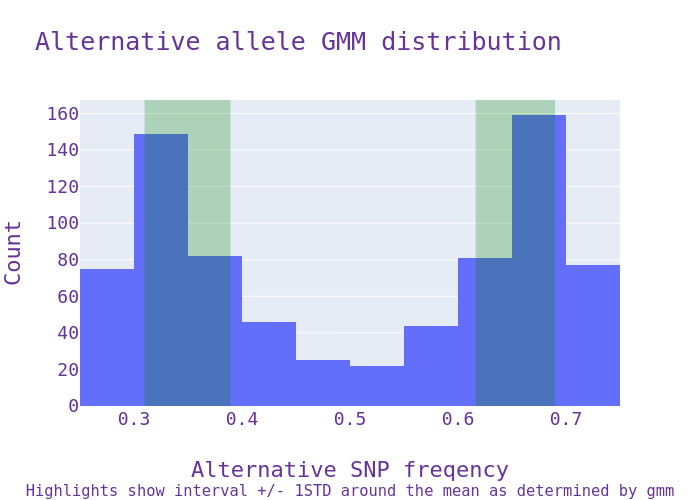 Alternative allele GMM distribution
160
140
120
100
80
60
40
20
0
Count
0.3 0.4 0.5 0.6 0.7
Alternative SNP freqency
Highlights show interval +/- 1STD around the mean as determined by gmm